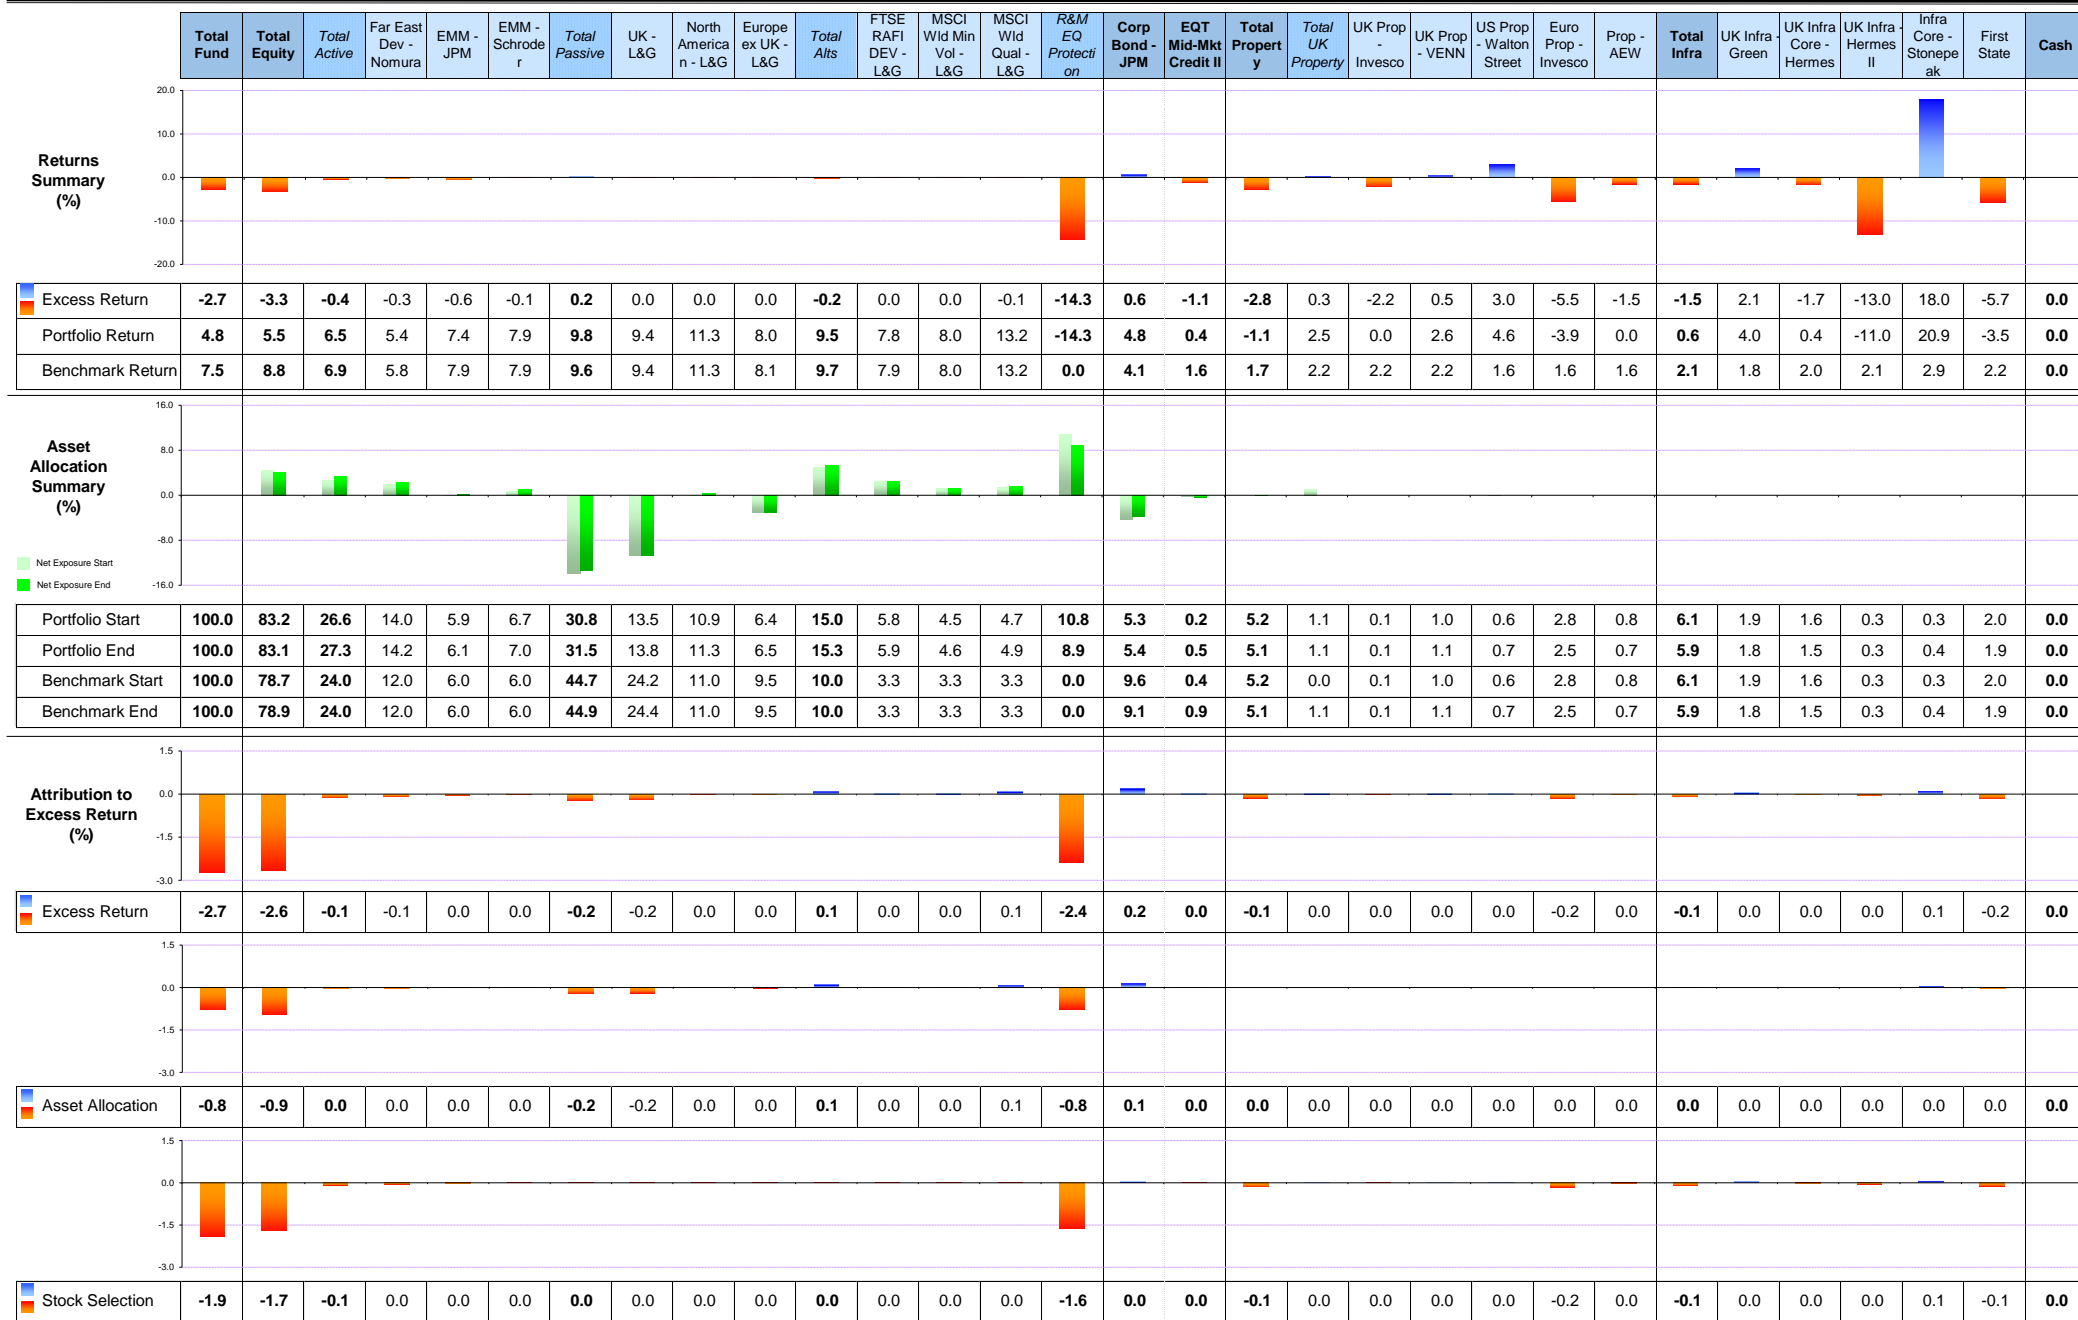 Total Fund Total Equity Total Active Far East Dev - Nomura EMM - JPM EMM - Schroder Total Passive UK - L&G North American - L&G Europe ex UK - L&G Total Alts FTSE RAFI DEV - L&G MSCI Wld Min Vol - L&G MSCI Wld Qual - L&G R&M EQ Protection Corp Bond - JPM EQT Mid-Mkt Credit II Total Property Total UK Property UK Prop - Invesco UK Prop - VENN US Prop - Walton Street Euro Prop - Invesco Prop - AEW Total Infra UK Infra - Green UK Infra Core - Hermes UK Infra - Hermes II Infra Core - Stonepeak First State Cash
Returns Summary (%)
20.0
10.0
0.0
-10.0
-20.0
Excess Return -2.7 -3.3 -0.4 -0.3 -0.6 -0.1 0.2 0.0 0.0 0.0 -0.2 0.0 0.0 -0.1 -14.3 0.6 -1.1 -2.8 0.3 -2.2 0.5 3.0 -5.5 -1.5 -1.5 2.1 -1.7 -13.0 18.0 -5.7 0.0
Portfolio Return 4.8 5.5 6.5 5.4 7.4 7.9 9.8 9.4 11.3 8.0 9.5 7.8 8.0 13.2 -14.3 4.8 0.4 -1.1 2.5 0.0 2.6 4.6 -3.9 0.0 0.6 4.0 0.4 -11.0 20.9 -3.5 0.0
Benchmark Return 7.5 8.8 6.9 5.8 7.9 7.9 9.6 9.4 11.3 8.1 9.7 7.9 8.0 13.2 0.0 4.1 1.6 1.7 2.2 2.2 2.2 1.6 1.6 1.6 2.1 1.8 2.0 2.1 2.9 2.2 0.0
Asset Allocation Summary (%)
16.0
8.0
0.0
-8.0
-16.0
Net Exposure Start
Net Exposure End
Portfolio Start 100.0 83.2 26.6 14.0 5.9 6.7 30.8 13.5 10.9 6.4 15.0 5.8 4.5 4.7 10.8 5.3 0.2 5.2 1.1 0.1 1.0 0.6 2.8 0.8 6.1 1.9 1.6 0.3 0.3 2.0 0.0
Portfolio End 100.0 83.1 27.3 14.2 6.1 7.0 31.5 13.8 11.3 6.5 15.3 5.9 4.6 4.9 8.9 5.4 0.5 5.1 1.1 0.1 1.1 0.7 2.5 0.7 5.9 1.8 1.5 0.3 0.4 1.9 0.0
Benchmark Start 100.0 78.7 24.0 12.0 6.0 6.0 44.7 24.2 11.0 9.5 10.0 3.3 3.3 3.3 0.0 9.6 0.4 5.2 0.0 0.1 1.0 0.6 2.8 0.8 6.1 1.9 1.6 0.3 0.3 2.0 0.0
Benchmark End 100.0 78.9 24.0 12.0 6.0 6.0 44.9 24.4 11.0 9.5 10.0 3.3 3.3 3.3 0.0 9.1 0.9 5.1 1.1 0.1 1.1 0.7 2.5 0.7 5.9 1.8 1.5 0.3 0.4 1.9 0.0
Attribution to Excess Return (%)
1.5
0.0
-1.5
-3.0
Excess Return -2.7 -2.6 -0.1 -0.1 0.0 0.0 -0.2 -0.2 0.0 0.0 0.1 0.0 0.0 0.1 -2.4 0.2 0.0 -0.1 0.0 0.0 0.0 0.0 -0.2 0.0 -0.1 0.0 0.0 0.0 0.1 -0.2 0.0
1.5
0.0
-1.5
-3.0
Asset Allocation -0.8 -0.9 0.0 0.0 0.0 0.0 -0.2 -0.2 0.0 0.0 0.1 0.0 0.0 0.1 -0.8 0.1 0.0 0.0 0.0 0.0 0.0 0.0 0.0 0.0 0.0 0.0 0.0 0.0 0.0 0.0 0.0
1.5
0.0
-1.5
-3.0
Stock Selection -1.9 -1.7 -0.1 0.0 0.0 0.0 0.0 0.0 0.0 0.0 0.0 0.0 0.0 0.0 -1.6 0.0 0.0 -0.1 0.0 0.0 0.0 0.0 -0.2 0.0 -0.1 0.0 0.0 0.0 0.1 -0.1 0.0